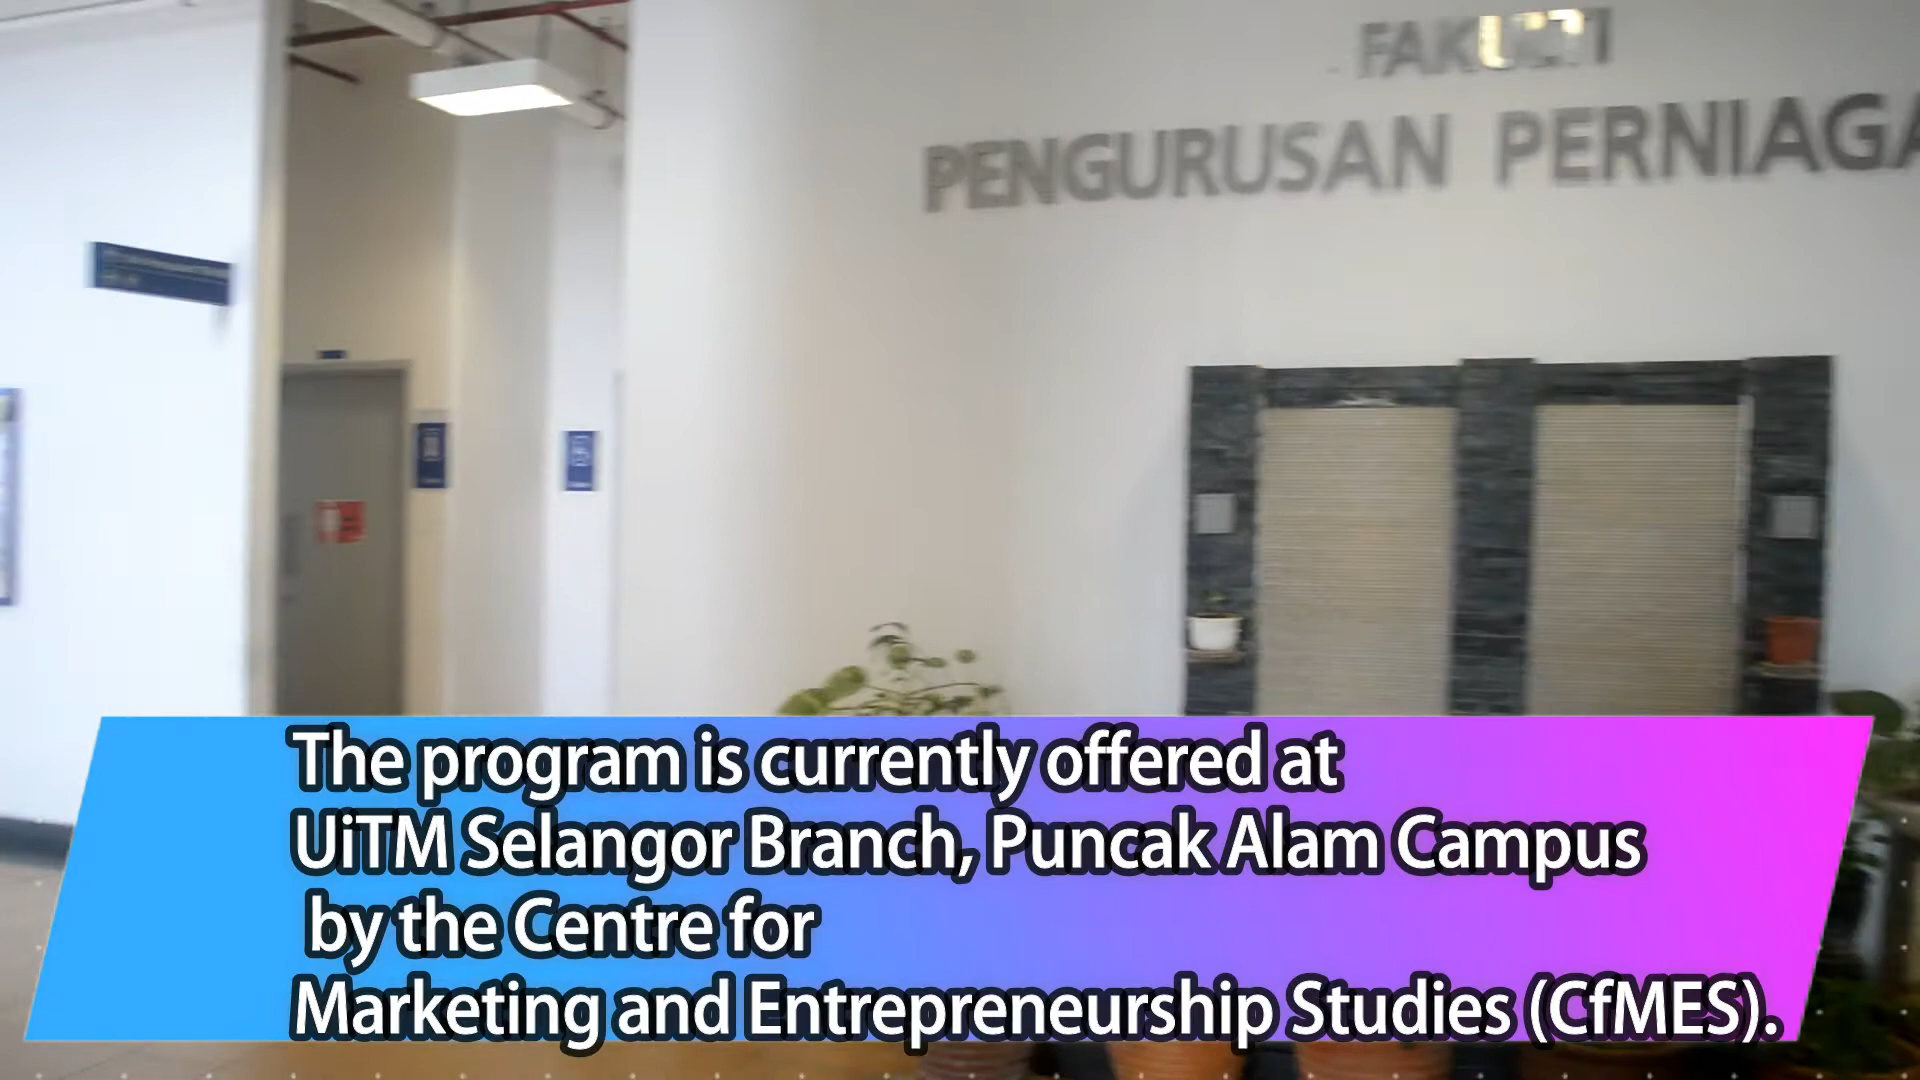 FAKULTI
PENGURUSAN PERNIAGA
The program is currently offered at
UiTM Selangor Branch, Puncak Alam Campus
by the Centre for
Marketing and Entrepreneurship Studies (CfMES).